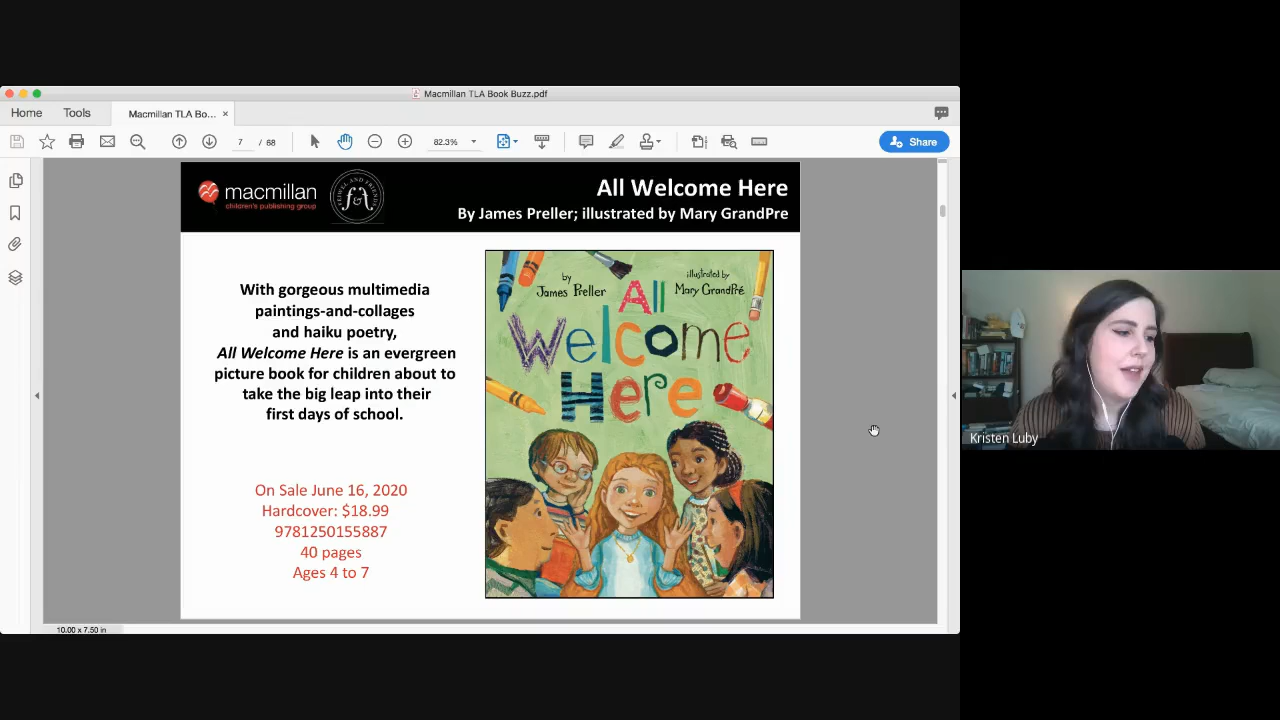 Macmillan TLA Book Buzz.pdf
Home
Tools
Macmillan TLA Bo...
7 / 68
82.3%
Share
macmillan
children's publishing group
FEIWEL AND FRIENDS
f&f
All Welcome Here
By James Preller; illustrated by Mary GrandPre
With gorgeous multimedia
paintings-and-collages
and haiku poetry,
All Welcome Here is an evergreen
picture book for children about to
take the big leap into their
first days of school.
On Sale June 16, 2020
Hardcover: $18.99
9781250155887
40 pages
Ages 4 to 7
by
James Preller
illustrated by
Mary GrandPré
All
Welcome
Here
Kristen Luby
10.00 x 7.50 in